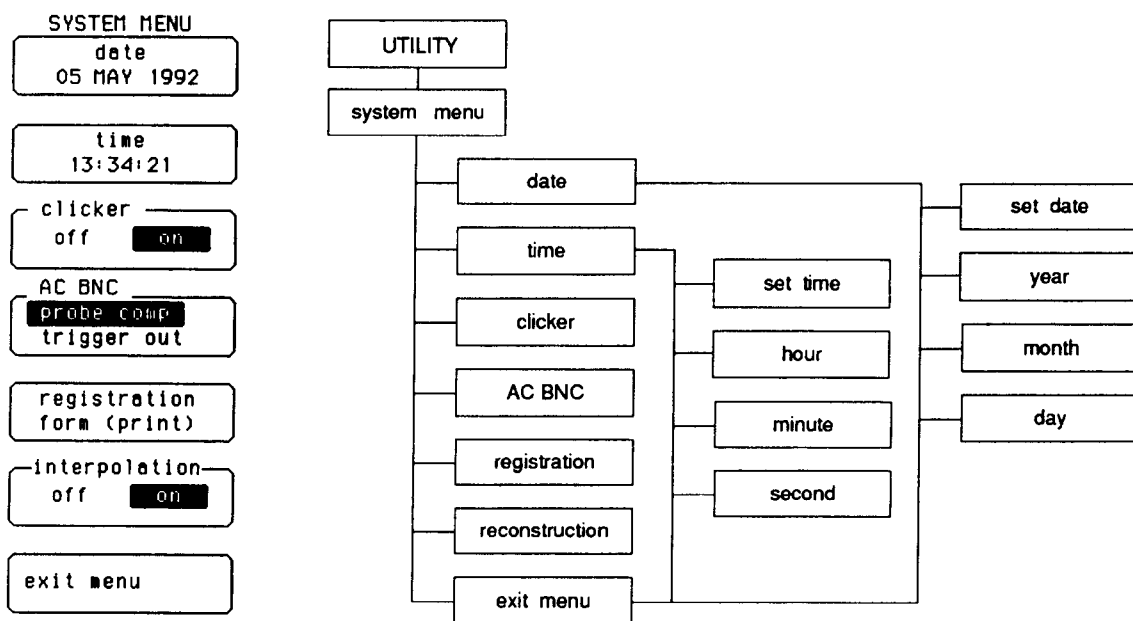 SYSTEM MENU
date
05 MAY 1992
time
13:34:21
clicker
off on
AC BNC
probe comp
trigger out
registration
form (print)
interpolation
off on
exit menu
UTILITY
system menu
date
time
clicker
AC BNC
registration
reconstruction
exit menu
set time
hour
minute
second
set date
year
month
day